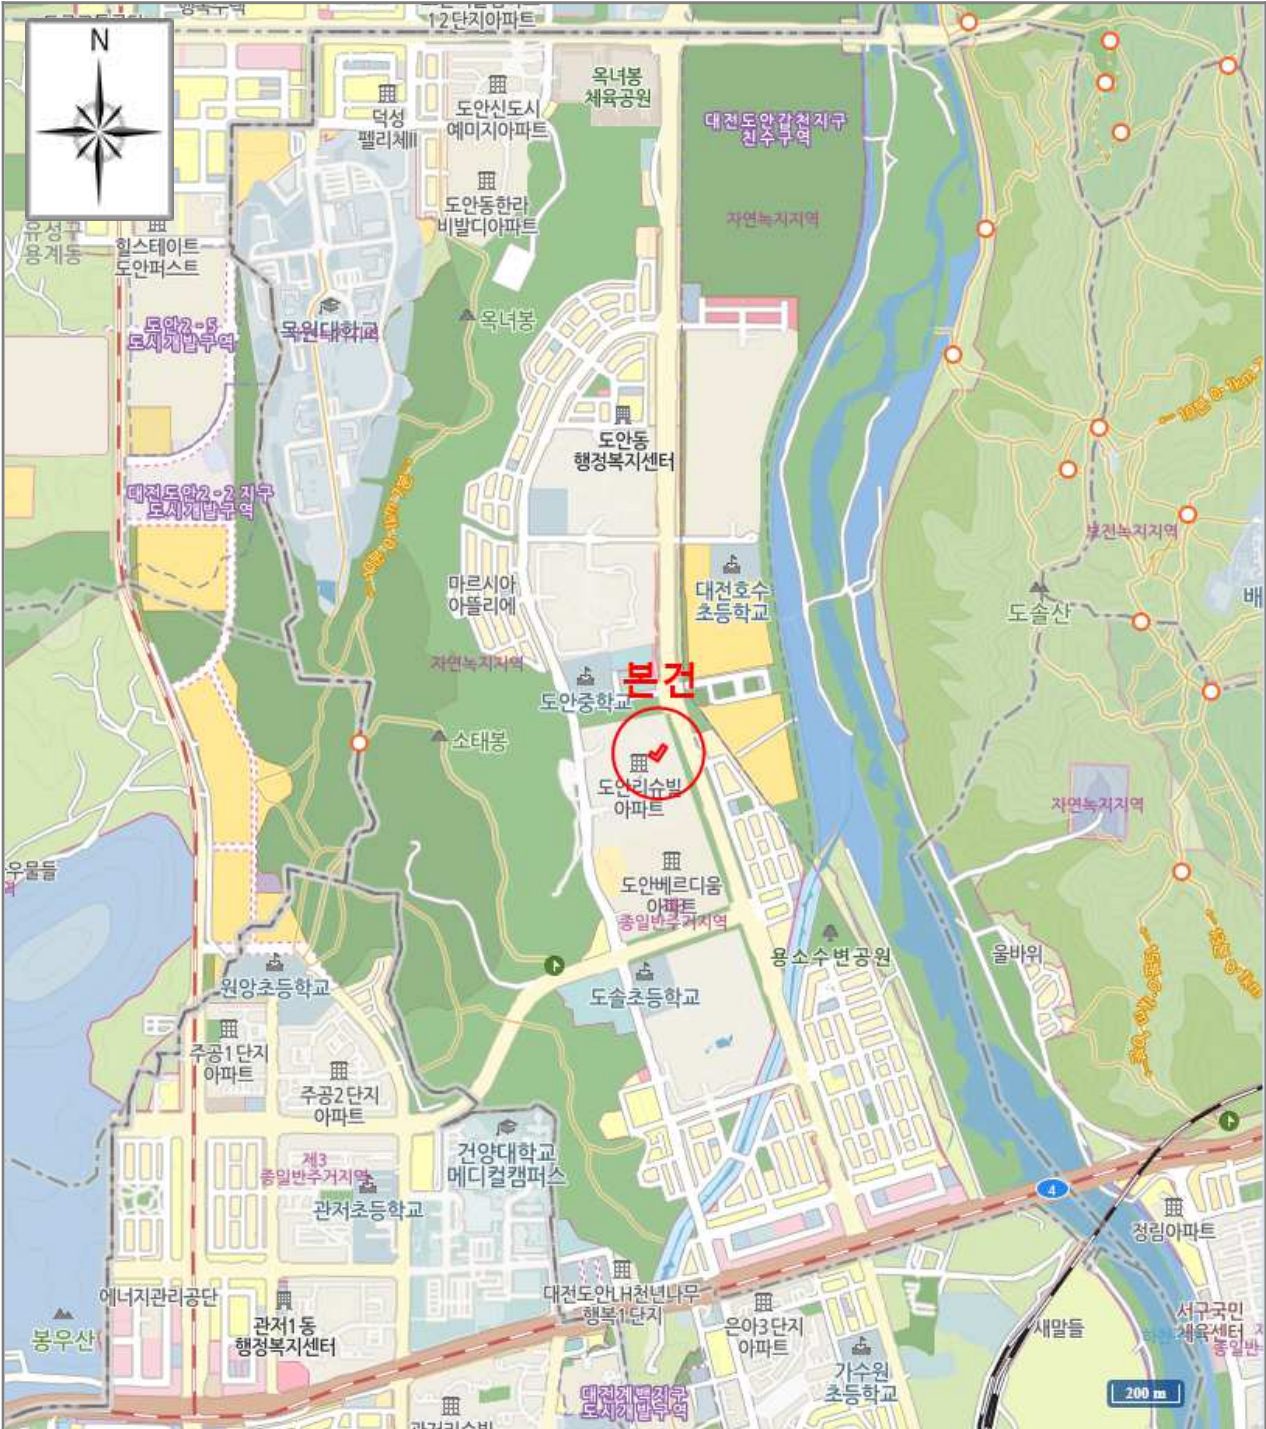 12단지아파트
N
옥녀봉
체육공원
덕성
펠리체II
도안신도시
예미지아파트
대전도안갑천지구
친수구역
도안동한라
비발디아파트
자연녹지지역
유성구
용계동
힐스테이트
도안퍼스트
도안2-5
도시개발구역
목원대학교
옥녀봉
도안동
행정복지센터
대전도안2-2지구
도시개발구역
보전녹지지역
마르시아
아뜰리에
대전호수
초등학교
도솔산
배
자연녹지지역
본건
도안중학교
소태봉
도안리슈빌
아파트
자연녹지지역
우물들
도안베르디움
아파트
종일반주거지역
용소수변공원
울바위
원앙초등학교
도솔초등학교
주공1단지
아파트
주공2단지
아파트
건양대학교
메디컬캠퍼스
제3
종일반주거지역
관저초등학교
4
정림아파트
에너지관리공단
대전도안LH천년나무
행복1단지
관저1동
행정복지센터
은아3단지
아파트
새말들
서구국민
체육센터
종일반
봉우산
가수원
초등학교
대전계백지구
도시개발구역
200 m